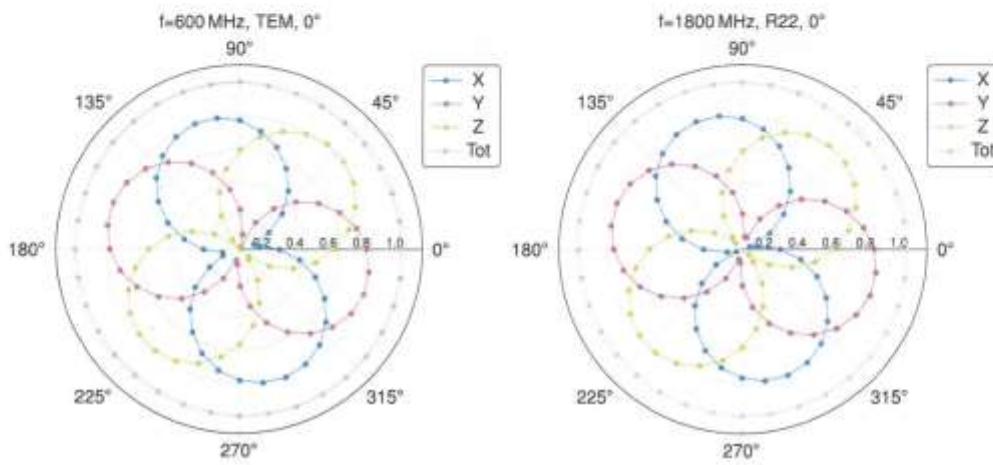 f=600 MHz, TEM, 0°
90°
135°
45°
X
Y
Z
Tot
180°
0.2 0.4 0.6 0.8 1.0
0°
225°
315°
270°
f=1800 MHz, R22, 0°
90°
135°
45°
X
Y
Z
Tot
180°
0.2 0.4 0.6 0.8 1.0
0°
225°
315°
270°